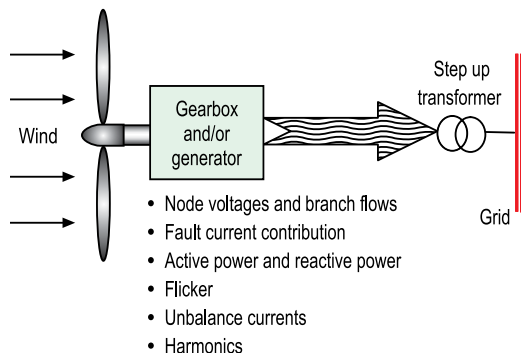 Step up
transformer
Gearbox
and/or
generator
Wind
Grid
• Node voltages and branch flows
• Fault current contribution
• Active power and reactive power
• Flicker
• Unbalance currents
• Harmonics